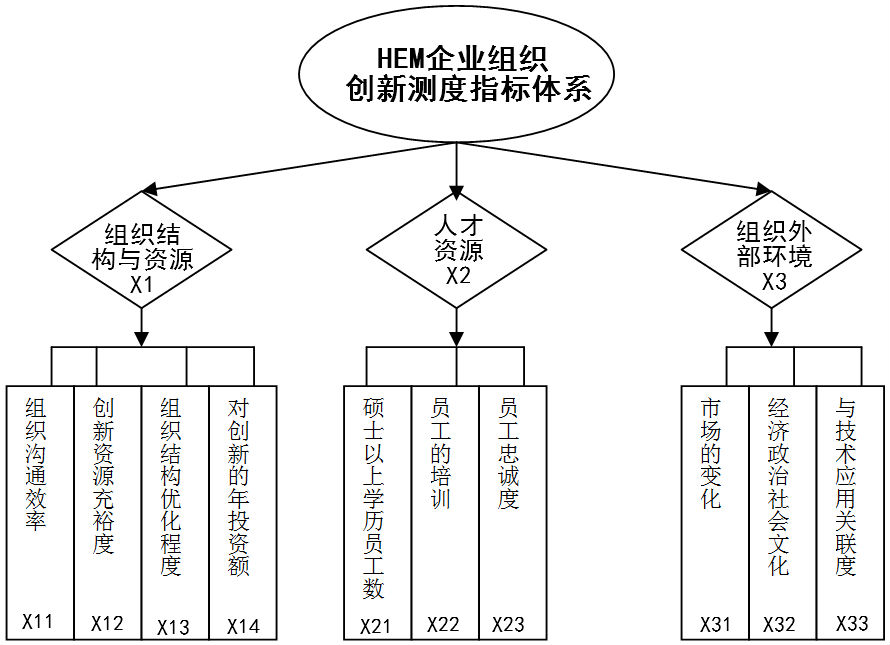 HEM企业组织
创新测度指标体系
组织结
构与资源
X1
人才
资源
X2
组织外
部环境
X3
组织沟通效率
X11
创新资源充裕度
X12
组织结构优化程度
X13
对创新的年投资额
X14
硕士以上学历员工数
X21
员工的培训
X22
员工忠诚度
X23
市场的变化
X31
经济政治社会文化
X32
与技术应用关联度
X33